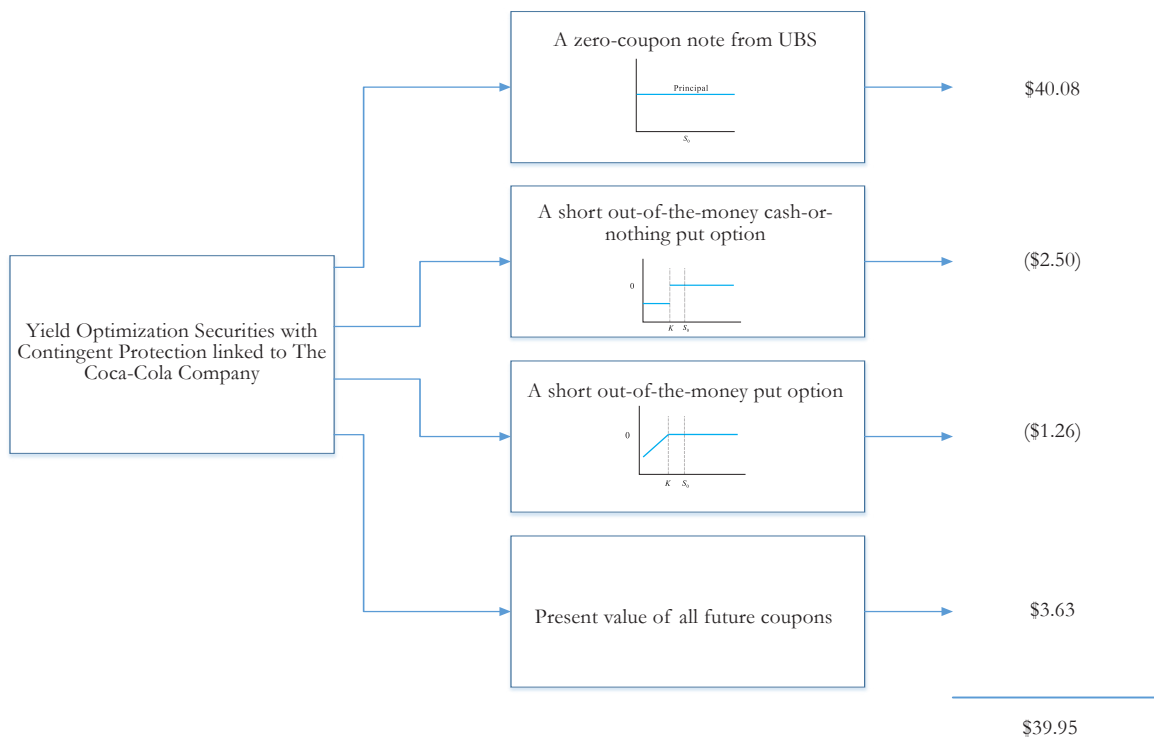 A zero-coupon note from UBS
Principal
S0
$40.08
A short out-of-the-money cash-or-
nothing put option
0
K S0
($2.50)
Yield Optimization Securities with
Contingent Protection linked to The
Coca-Cola Company
A short out-of-the-money put option
0
K S0
($1.26)
Present value of all future coupons
$3.63
$39.95